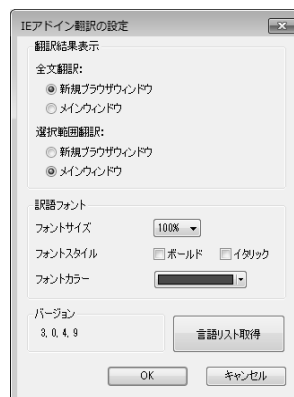 IEアドイン翻訳の設定
翻訳結果表示
全文翻訳:
新規ブラウザウィンドウ
メインウィンドウ
選択範囲翻訳:
新規ブラウザウィンドウ
メインウィンドウ
訳語フォント
フォントサイズ 100%
フォントスタイル ボールド イタリック
フォントカラー
バージョン
3, 0, 4, 9 言語リスト取得
OK キャンセル